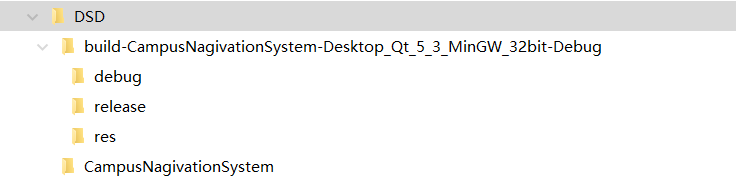 DSD
build-CampusNagivationSystem-Desktop_Qt_5_3_MinGW_32bit-Debug
debug
release
res
CampusNagivationSystem